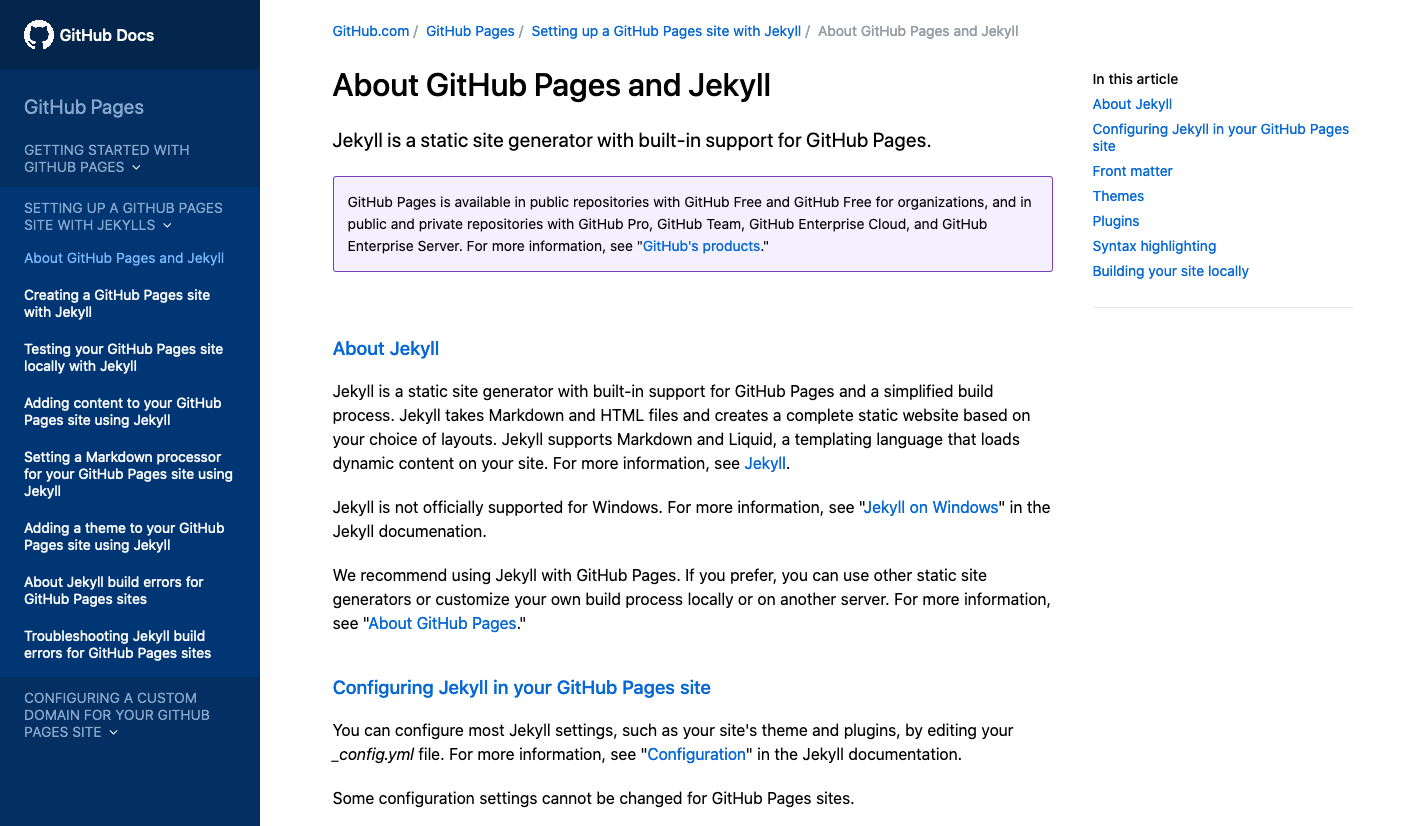 GitHub Docs
GitHub Pages
GETTING STARTED WITH
GITHUB PAGES
SETTING UP A GITHUB PAGES
SITE WITH JEKYLLS
About GitHub Pages and Jekyll
Creating a GitHub Pages site
with Jekyll
Testing your GitHub Pages site
locally with Jekyll
Adding content to your GitHub
Pages site using Jekyll
Setting a Markdown processor
for your GitHub Pages site using
Jekyll
Adding a theme to your GitHub
Pages site using Jekyll
About Jekyll build errors for
GitHub Pages sites
Troubleshooting Jekyll build
errors for GitHub Pages sites
CONFIGURING A CUSTOM
DOMAIN FOR YOUR GITHUB
PAGES SITE
GitHub.com / GitHub Pages / Setting up a GitHub Pages site with Jekyll / About GitHub Pages and Jekyll
About GitHub Pages and Jekyll
Jekyll is a static site generator with built-in support for GitHub Pages.
GitHub Pages is available in public repositories with GitHub Free and GitHub Free for organizations, and in
public and private repositories with GitHub Pro, GitHub Team, GitHub Enterprise Cloud, and GitHub
Enterprise Server. For more information, see "GitHub's products."
About Jekyll
Jekyll is a static site generator with built-in support for GitHub Pages and a simplified build
process. Jekyll takes Markdown and HTML files and creates a complete static website based on
your choice of layouts. Jekyll supports Markdown and Liquid, a templating language that loads
dynamic content on your site. For more information, see Jekyll.
Jekyll is not officially supported for Windows. For more information, see "Jekyll on Windows" in the
Jekyll documenation.
We recommend using Jekyll with GitHub Pages. If you prefer, you can use other static site
generators or customize your own build process locally or on another server. For more information,
see "About GitHub Pages."
Configuring Jekyll in your GitHub Pages site
You can configure most Jekyll settings, such as your site's theme and plugins, by editing your
_config.yml file. For more information, see "Configuration" in the Jekyll documentation.
Some configuration settings cannot be changed for GitHub Pages sites.
In this article
About Jekyll
Configuring Jekyll in your GitHub Pages
site
Front matter
Themes
Plugins
Syntax highlighting
Building your site locally